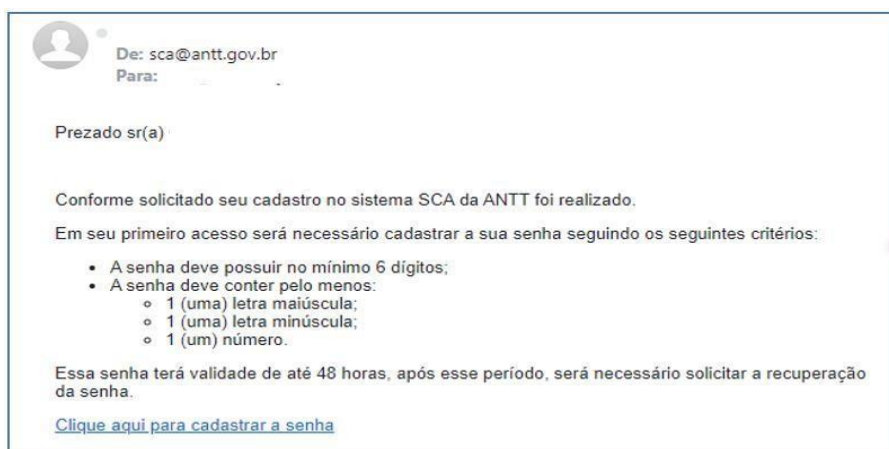 De: sca@antt.gov.br
Para:
Prezado sr(a)
Conforme solicitado seu cadastro no sistema SCA da ANTT foi realizado.
Em seu primeiro acesso será necessário cadastrar a sua senha seguindo os seguintes critérios:
• A senha deve possuir no mínimo 6 dígitos;
• A senha deve conter pelo menos:
◦ 1 (uma) letra maiúscula;
◦ 1 (uma) letra minúscula;
◦ 1 (um) número.
Essa senha terá validade de até 48 horas, após esse período, será necessário solicitar a recuperação
da senha.
Clique aqui para cadastrar a senha